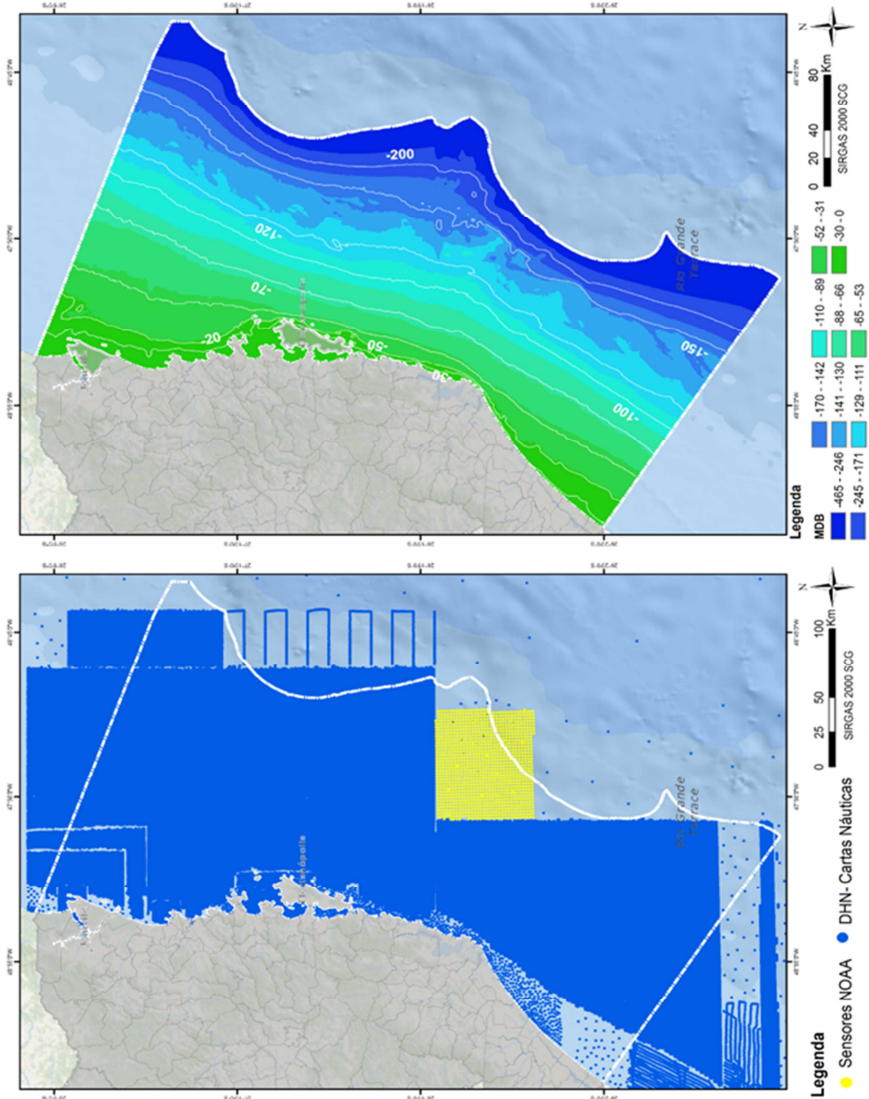 -200
-120
-70
-20
-50
-30
-100
-150
Rio Grande
Terrace
N
0 20 40 80
Km
SIRGAS 2000 SCG
Legenda
MDB
-465 - -246
-245 - -171
-170 - -142
-141 - -130
-129 - -111
-110 - -89
-88 - -66
-65 - -53
-52 - -31
-30 - 0
Rio Grande
Terrace
N
0 25 50 100
Km
SIRGAS 2000 SCG
Legenda
Sensores NOAA
DHN- Cartas Náuticas